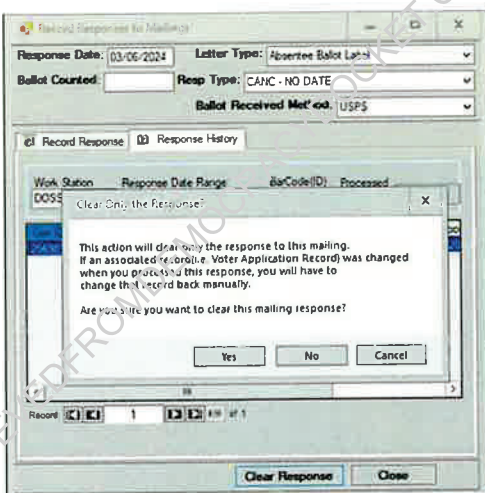 Record Responses for Mailings
Response Date: 03/06/2024 Letter Type: Absentee Ballot Label
Ballot Counted: Resp Type: CANC - NO DATE
Ballot Received Method: USPS
Record Response Response History
Work Station Response Date Range BarCode(ID) Processed
DOSS
Clear Only the Response? X
This action will clear only the response to this mailing.
If an associated record(i.e. Voter Application Record) was changed
when you processed this response, you will have to
change that record back manually.
Are you sure you want to clear this mailing response?
Yes No Cancel
Record 1 of 1
Clear Response Close
DEMOCRACYDOCKET.COM